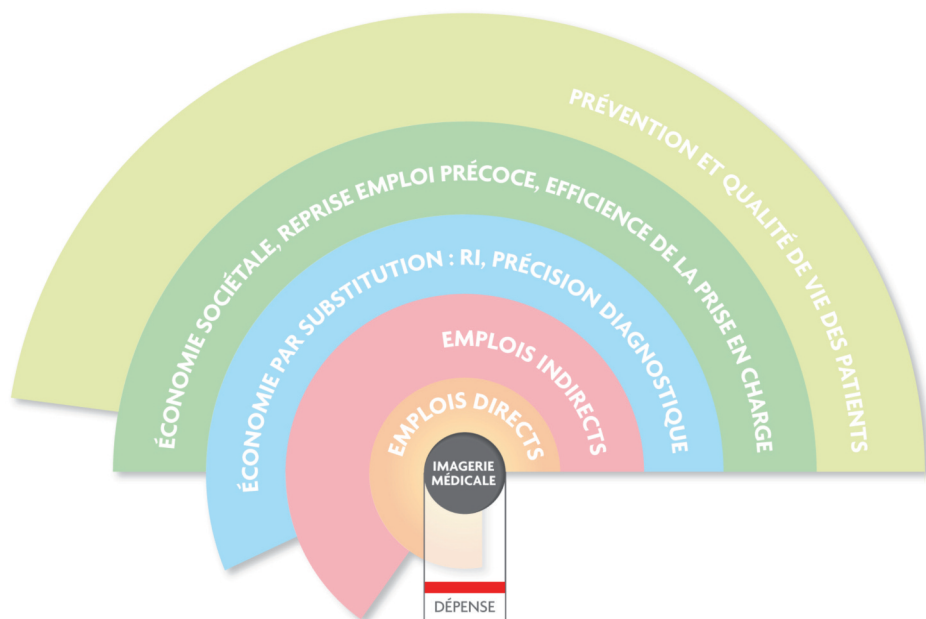 PRÉVENTION ET QUALITÉ DE VIE DES PATIENTS
ÉCONOMIE SOCIÉTALE, REPRISE EMPLOI PRÉCOCE, EFFICIENCE DE LA PRISE EN CHARGE
ÉCONOMIE PAR SUBSTITUTION : RI, PRÉCISION DIAGNOSTIQUE
EMPLOIS INDIRECTS
EMPLOIS DIRECTS
IMAGERIE
MÉDICALE
DÉPENSE